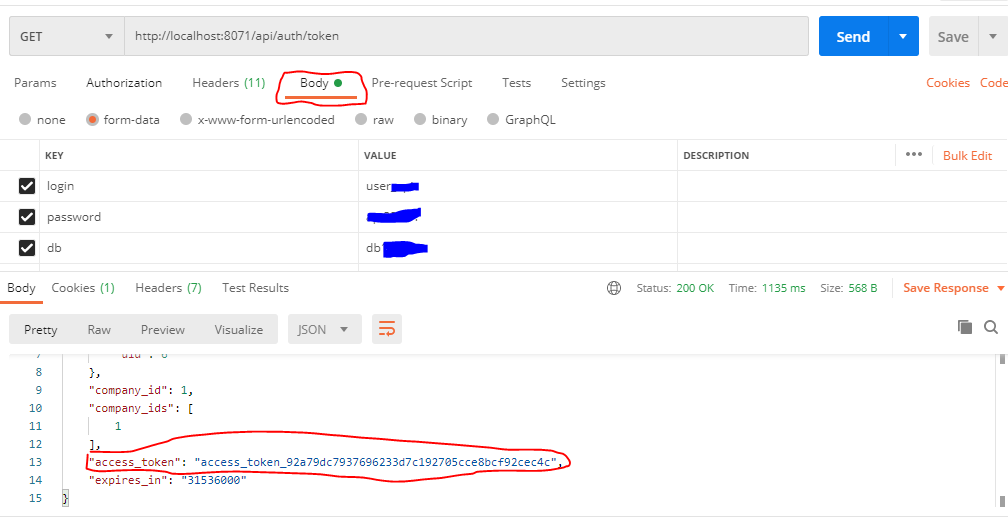 GET http://localhost:8071/api/auth/token Send Save
Params Authorization Headers (11) Body Pre-request Script Tests Settings Cookies Code
none form-data x-www-form-urlencoded raw binary GraphQL
KEY VALUE DESCRIPTION ••• Bulk Edit
login user
password
db db
Body Cookies (1) Headers (7) Test Results Status: 200 OK Time: 1135 ms Size: 568 B Save Response
Pretty Raw Preview Visualize JSON
7 "uid": 6
8 },
9 "company_id": 1,
10 "company_ids": [
11 1
12 ],
13 "access_token": "access_token_92a79dc7937696233d7c192705cce8bcf92cec4c",
14 "expires_in": "31536000"
15 }